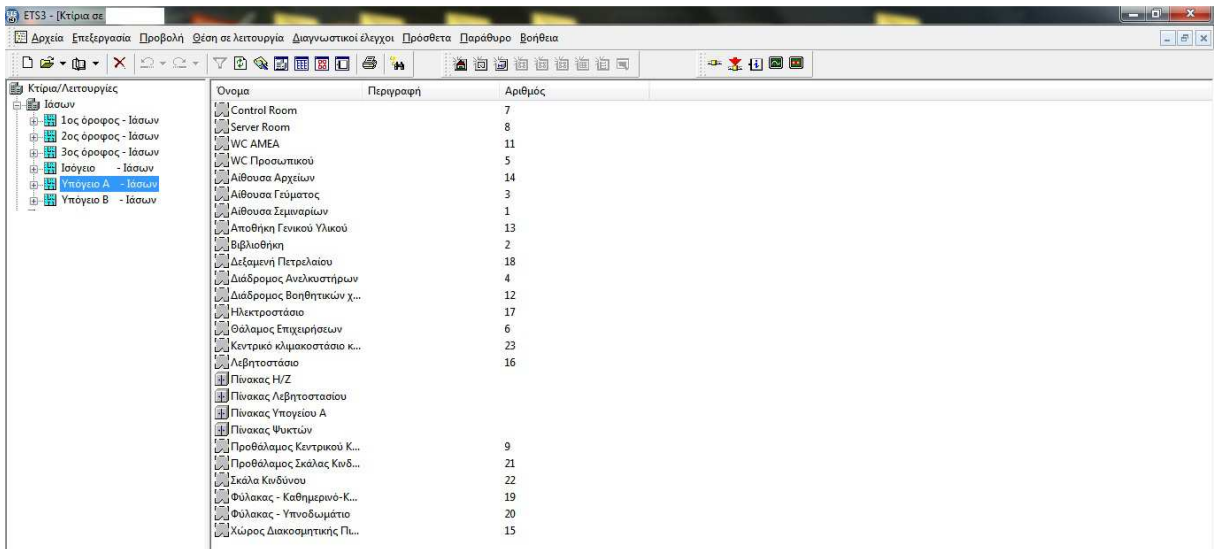 ETS3 - [Κτίρια σε
Αρχεία Επεξεργασία Προβολή Θέση σε λειτουργία Διαγνωστικοί έλεγχοι Πρόσθετα Παράθυρο Βοήθεια
Κτίρια/Λειτουργίες
Ιάσων
1ος όροφος - Ιάσων
2ος όροφος - Ιάσων
3ος όροφος - Ιάσων
Ισόγειο - Ιάσων
Υπόγειο Α - Ιάσων
Υπόγειο Β - Ιάσων
Όνομα Περιγραφή Αριθμός
Control Room 7
Server Room 8
WC ΑΜΕΑ 11
WC Προσωπικού 5
Αίθουσα Αρχείων 14
Αίθουσα Γεύματος 3
Αίθουσα Σεμιναρίων 1
Αποθήκη Γενικού Υλικού 13
Βιβλιοθήκη 2
Δεξαμενή Πετρελαίου 18
Διάδρομος Ανελκυστήρων 4
Διάδρομος Βοηθητικών χ... 12
Ηλεκτροστάσιο 17
Θάλαμος Επιχειρήσεων 6
Κεντρικό κλιμακοστάσιο κ... 23
Λεβητοστάσιο 16
Πίνακας Η/Ζ
Πίνακας Λεβητοστασίου
Πίνακας Υπογείου Α
Πίνακας Ψυκτών
Προθάλαμος Κεντρικού Κ... 9
Προθάλαμος Σκάλας Κινδ... 21
Σκάλα Κινδύνου 22
Φύλακας - Καθημερινό-Κ... 19
Φύλακας - Υπνοδωμάτιο 20
Χώρος Διακοσμητικής Πι... 15